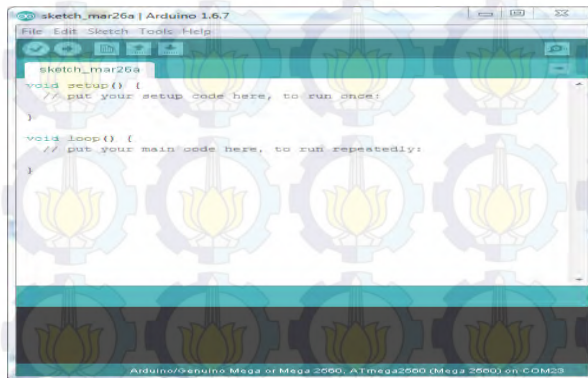 sketch_mar26a | Arduino 1.6.7
File Edit Sketch Tools Help
sketch_mar26a
void setup() {
// put your setup code here, to run once:
}
void loop() {
// put your main code here, to run repeatedly:
}
Arduino/Genuino Mega or Mega 2560, ATmega2560 (Mega 2560) on COM23